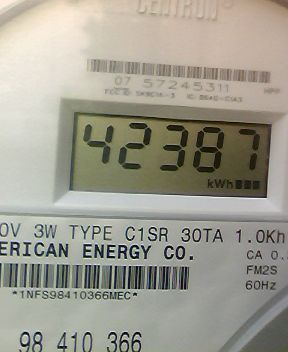 CENTRON
07 57245311
42387
kWh
0V 3W TYPE C1SR 30TA 1.0Kh
ERICAN ENERGY CO.
CA 0.
FM2S
*1NFS98410366MEC*
60Hz
98 410 366